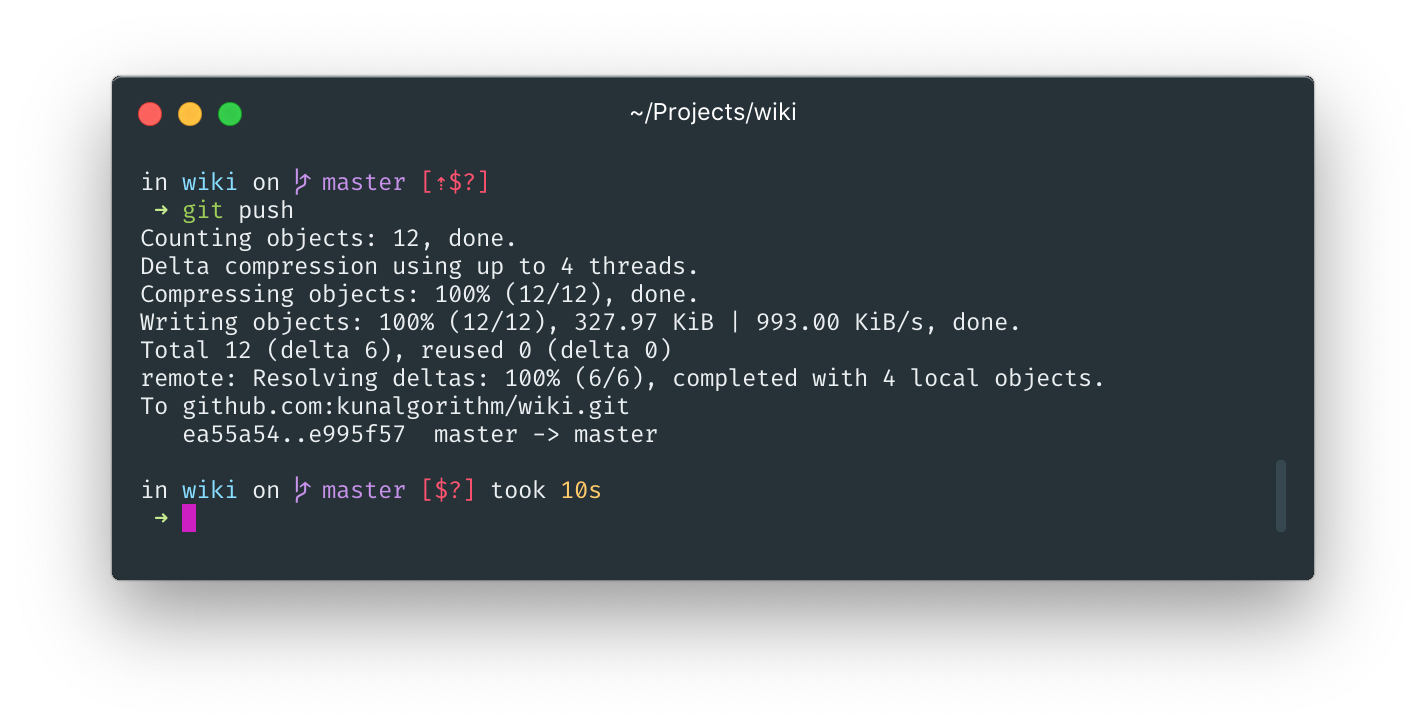 ~/Projects/wiki
in wiki on master [⇡$?]
➜ git push
Counting objects: 12, done.
Delta compression using up to 4 threads.
Compressing objects: 100% (12/12), done.
Writing objects: 100% (12/12), 327.97 KiB | 993.00 KiB/s, done.
Total 12 (delta 6), reused 0 (delta 0)
remote: Resolving deltas: 100% (6/6), completed with 4 local objects.
To github.com:kunalgorithm/wiki.git
ea55a54..e995f57  master -> master
in wiki on master [$?] took 10s
➜